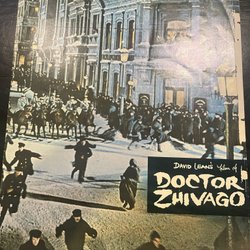 DAVID LEAN'S film of
DOCTOR
ZHIVAGO